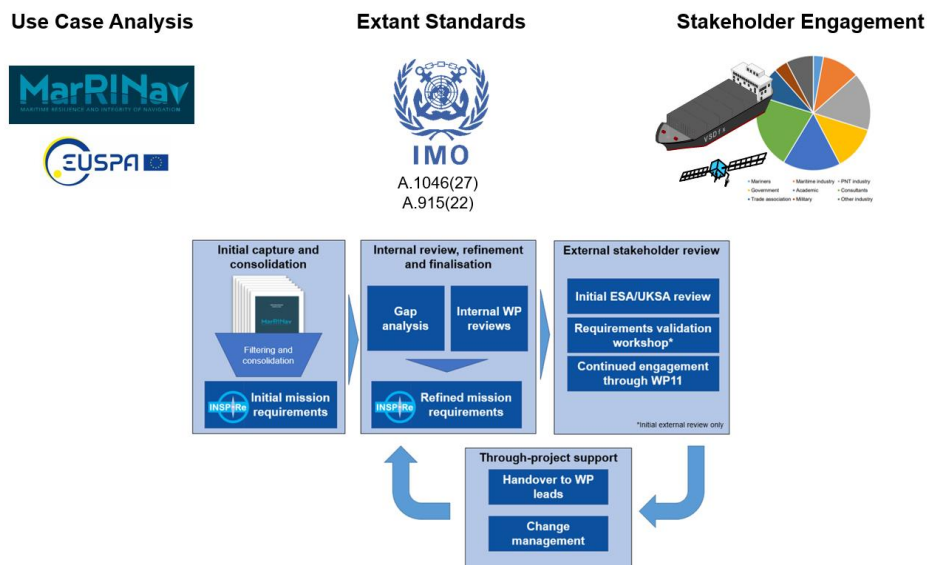 Use Case Analysis
Extant Standards
Stakeholder Engagement
MarRINav
MARITIME RESILIENCE AND INTEGRITY OF NAVIGATION
EUSPA
IMO
A.1046(27)
A.915(22)
Mariners Maritime industry PNT industry
Government Academic Consultants
Trade association Military Other industry
Initial capture and
consolidation
MarRINav
Filtering and
consolidation
INSPIRe
Initial mission
requirements
Internal review, refinement
and finalisation
Gap
analysis
Internal WP
reviews
INSPIRe
Refined mission
requirements
External stakeholder review
Initial ESA/UKSA review
Requirements validation
workshop*
Continued engagement
through WP11
*Initial external review only
Through-project support
Handover to WP
leads
Change
management